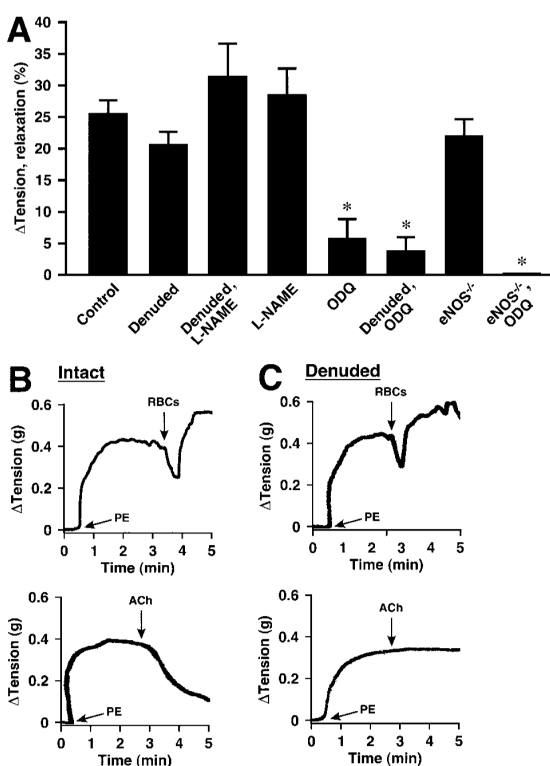 A
ΔTension, relaxation (%)
40
35
30
25
20
15
10
5
0
*
*
*
Control
Denuded
Denuded,
L-NAME
L-NAME
ODQ
Denuded,
ODQ
eNOS-/-
eNOS-/-,
ODQ
B
Intact
RBCs
ΔTension (g)
0.6
0.4
0.2
0
PE
0 1 2 3 4 5
Time (min)
ACh
ΔTension (g)
0.6
0.4
0.2
0
PE
0 1 2 3 4 5
Time (min)
C
Denuded
RBCs
ΔTension (g)
0.6
0.4
0.2
0
PE
0 1 2 3 4 5
Time (min)
ACh
ΔTension (g)
0.6
0.4
0.2
0
PE
0 1 2 3 4 5
Time (min)